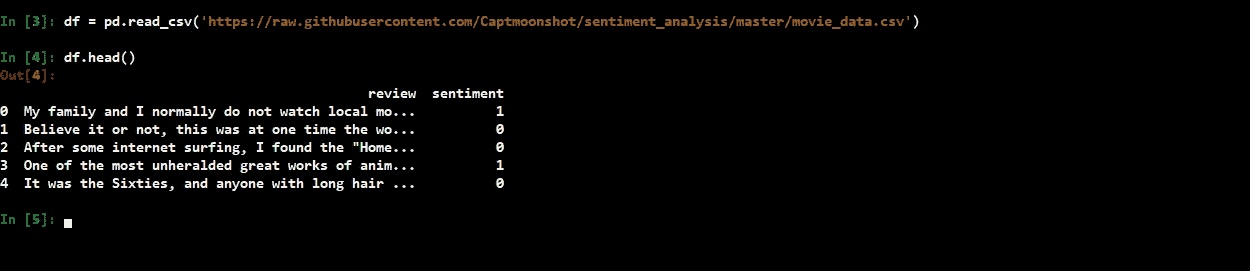 In [3]: df = pd.read_csv('https://raw.githubusercontent.com/Captmoonshot/sentiment_analysis/master/movie_data.csv')
In [4]: df.head()
Out[4]:
review sentiment
0 My family and I normally do not watch local mo... 1
1 Believe it or not, this was at one time the wo... 0
2 After some internet surfing, I found the "Home... 0
3 One of the most unheralded great works of anim... 1
4 It was the Sixties, and anyone with long hair ... 0
In [5]: